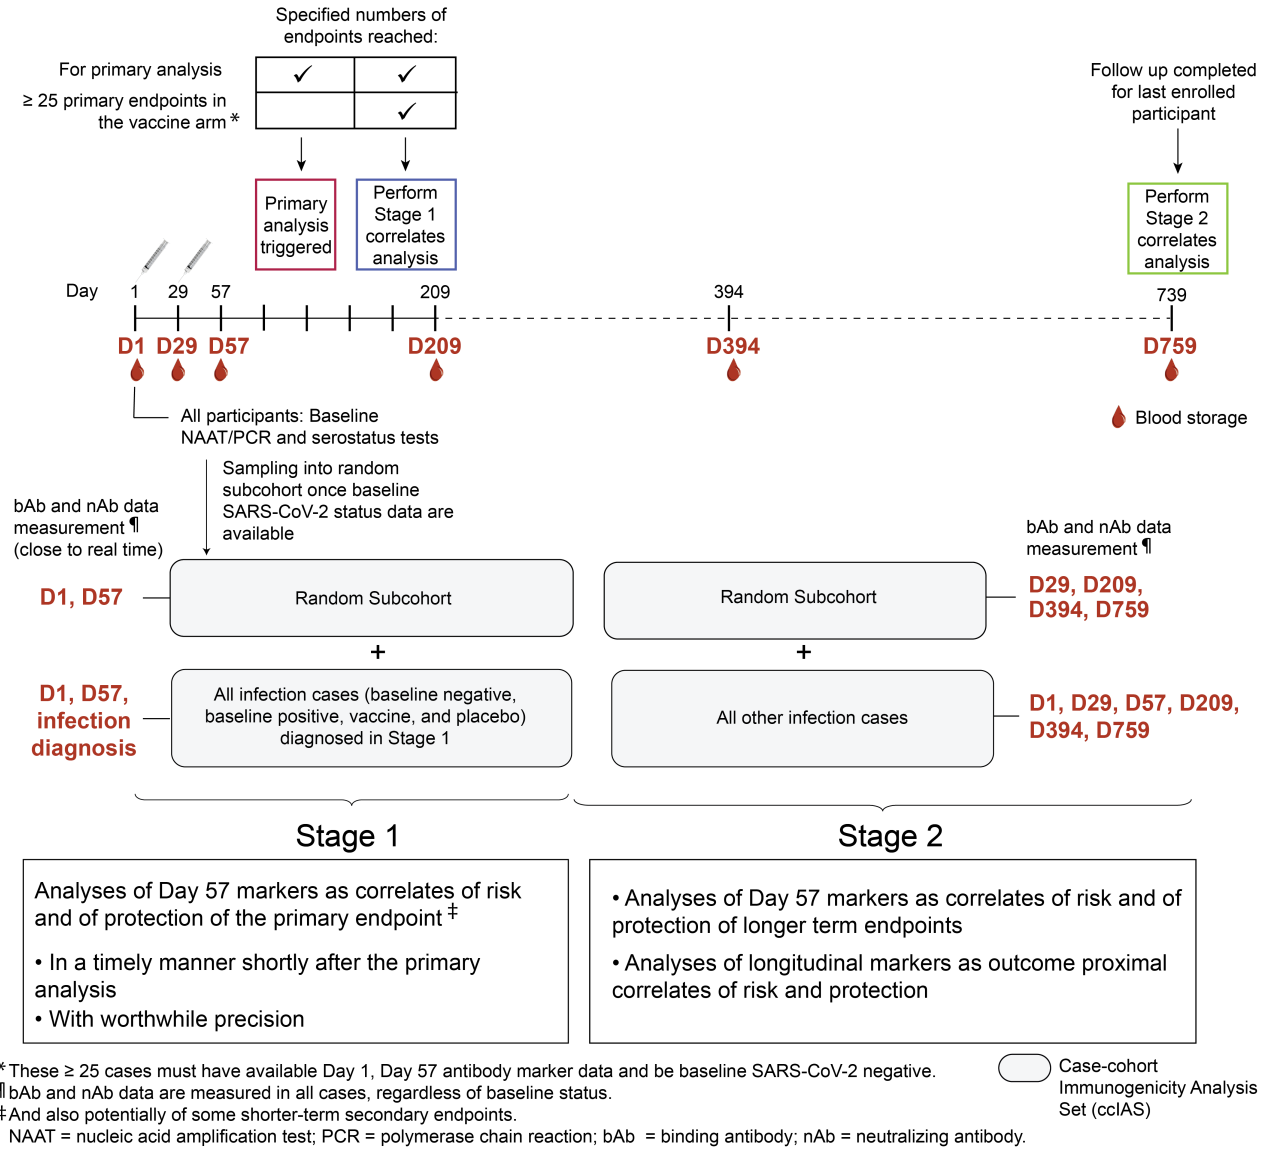 Specified numbers of
endpoints reached:
For primary analysis
✓ ✓
≥ 25 primary endpoints in
the vaccine arm *
✓
Follow up completed
for last enrolled
participant
Primary
analysis
triggered
Perform
Stage 1
correlates
analysis
Perform
Stage 2
correlates
analysis
Day 1 29 57 209 394 739
D1 D29 D57 D209 D394 D759
Blood storage
All participants: Baseline
NAAT/PCR and serostatus tests
Sampling into random
subcohort once baseline
SARS-CoV-2 status data are
available
bAb and nAb data
measurement ¶
(close to real time)
bAb and nAb data
measurement ¶
D1, D57
Random Subcohort
Random Subcohort
D29, D209,
D394, D759
+ +
D1, D57,
infection
diagnosis
All infection cases (baseline negative,
baseline positive, vaccine, and placebo)
diagnosed in Stage 1
All other infection cases
D1, D29, D57, D209,
D394, D759
Stage 1
Stage 2
Analyses of Day 57 markers as correlates of risk
and of protection of the primary endpoint ‡
• In a timely manner shortly after the primary
analysis
• With worthwhile precision
• Analyses of Day 57 markers as correlates of risk and of
protection of longer term endpoints
• Analyses of longitudinal markers as outcome proximal
correlates of risk and protection
* These ≥ 25 cases must have available Day 1, Day 57 antibody marker data and be baseline SARS-CoV-2 negative.
¶ bAb and nAb data are measured in all cases, regardless of baseline status.
‡ And also potentially of some shorter-term secondary endpoints.
NAAT = nucleic acid amplification test; PCR = polymerase chain reaction; bAb = binding antibody; nAb = neutralizing antibody.
Case-cohort
Immunogenicity Analysis
Set (ccIAS)